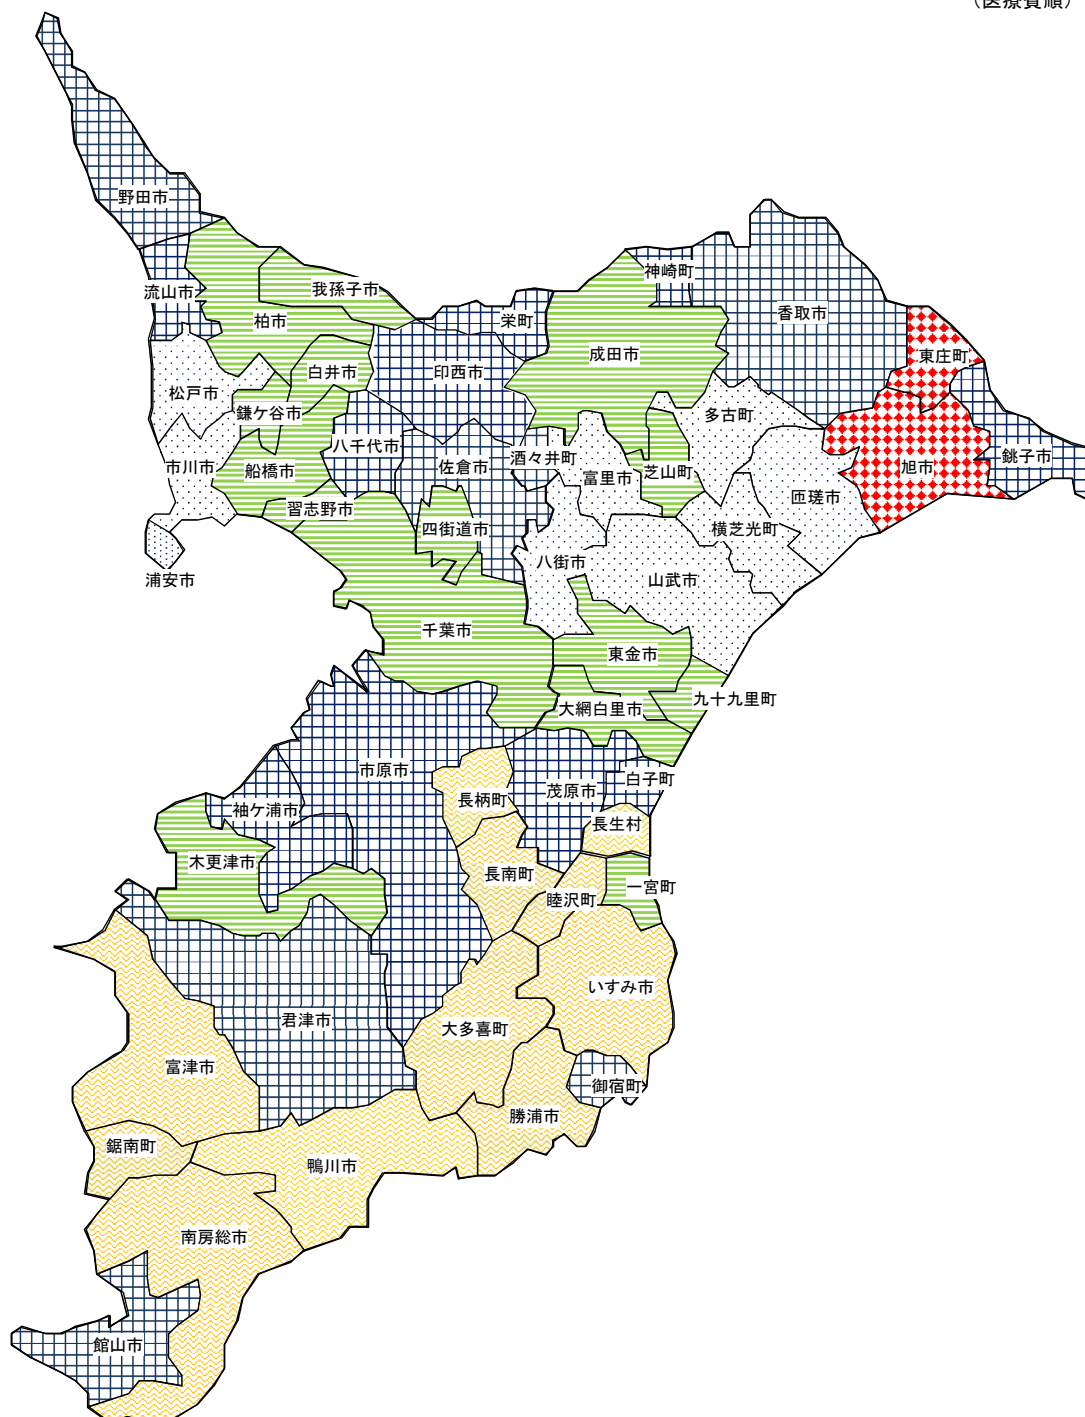 （医療費順）
野田市
神崎町
流山市
我孫子市
香取市
柏市
栄町
成田市
東庄町
白井市
印西市
松戸市
鎌ケ谷市
多古町
八千代市
銚子市
酒々井町
市川市
佐倉市
旭市
船橋市
芝山町
富里市
匝瑳市
習志野市
四街道市
横芝光町
八街市
浦安市
山武市
千葉市
東金市
九十九里町
大網白里市
市原市
白子町
茂原市
長柄町
袖ケ浦市
長生村
木更津市
長南町
一宮町
睦沢町
いすみ市
君津市
大多喜町
富津市
御宿町
勝浦市
鋸南町
鴨川市
南房総市
館山市